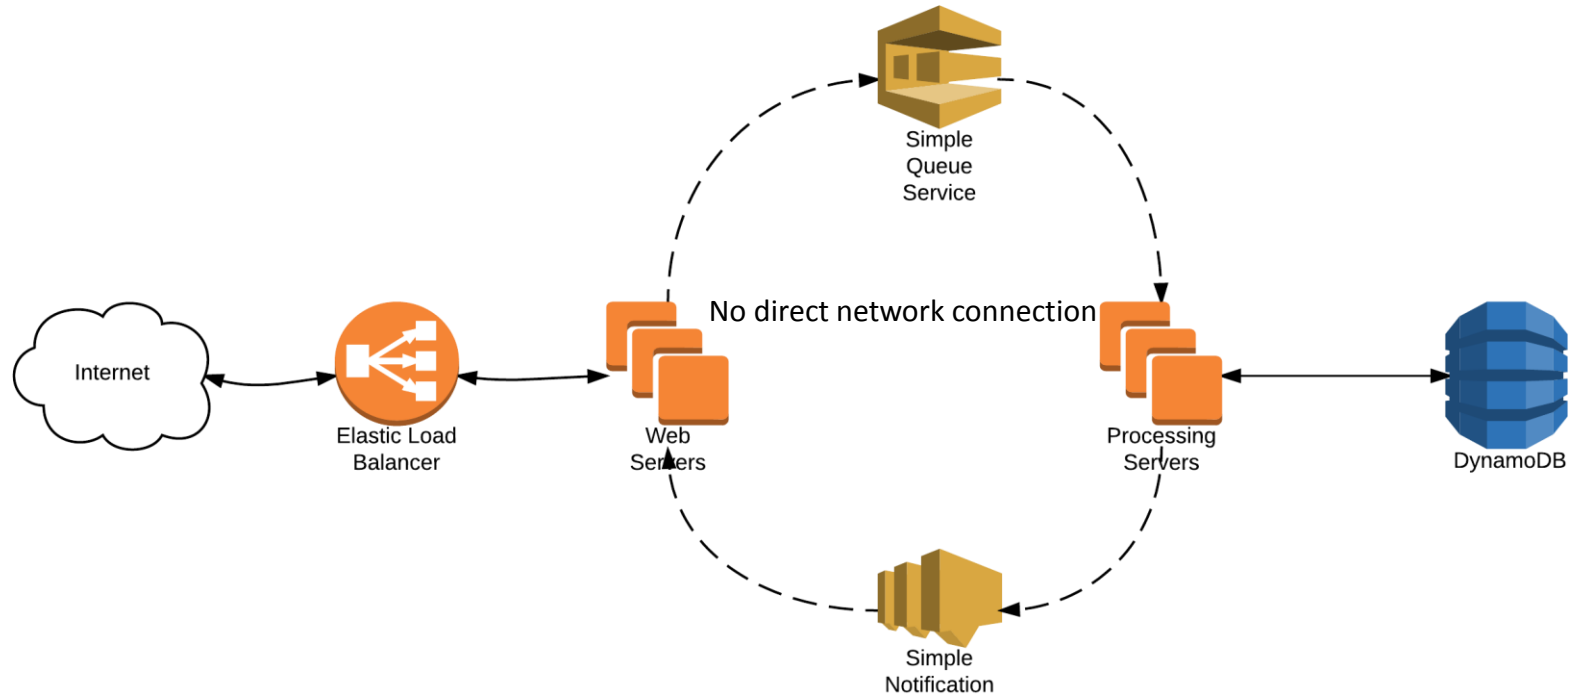 Simple
Queue
Service
No direct network connection
Internet
Elastic Load
Balancer
Web
Servers
Processing
Servers
DynamoDB
Simple
Notification